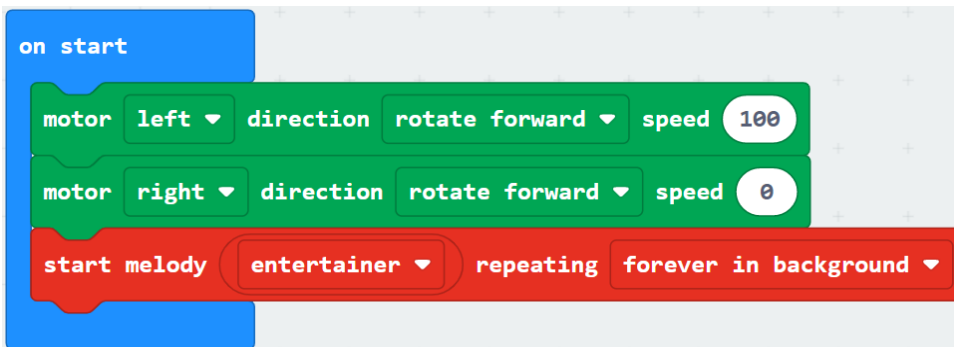 on start
motor left direction rotate forward speed 100
motor right direction rotate forward speed 0
start melody entertainer repeating forever in background